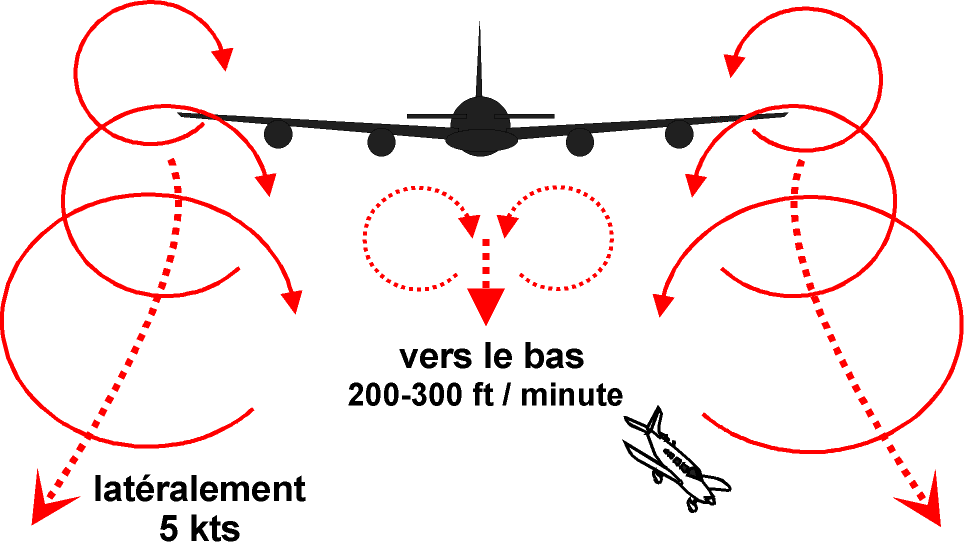 vers le bas
200-300 ft / minute
latéralement
5 kts